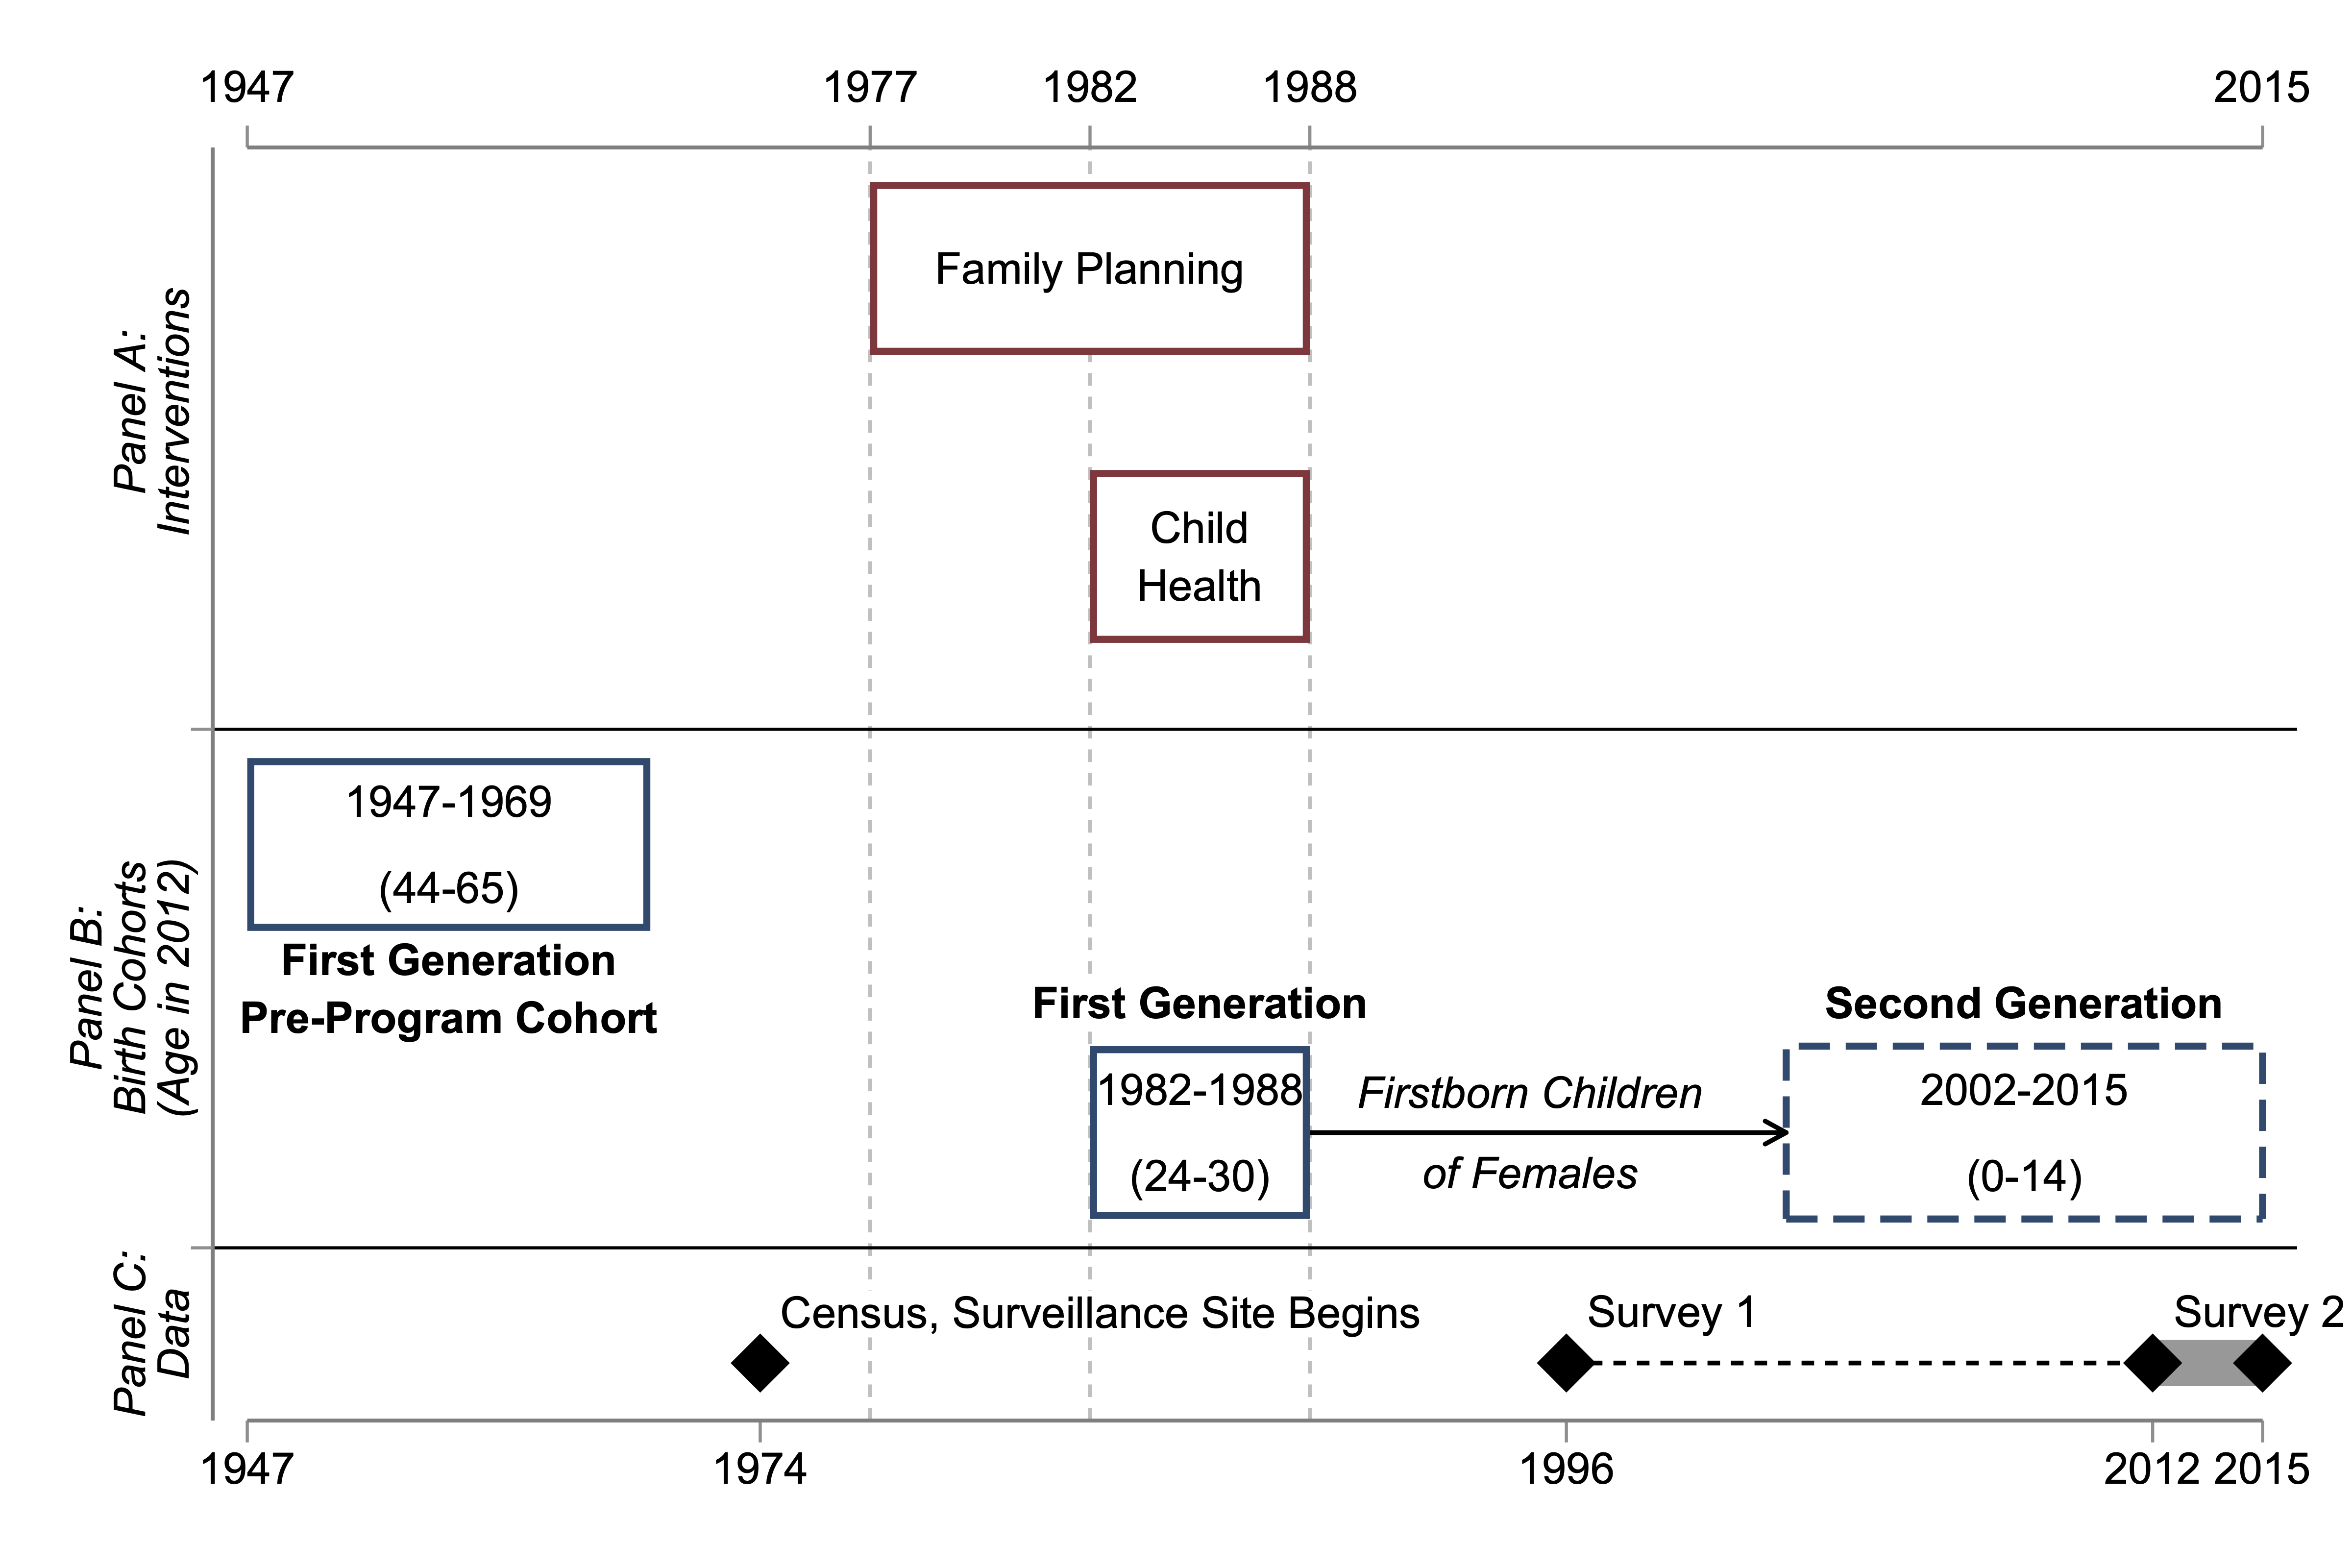 1947 1977 1982 1988 2015
Panel A:
Interventions
Family Planning
Child
Health
Panel B:
Birth Cohorts
(Age in 2012)
1947-1969
(44-65)
First Generation
Pre-Program Cohort
First Generation
1982-1988
(24-30)
Firstborn Children
of Females
Second Generation
2002-2015
(0-14)
Panel C:
Data
Census, Surveillance Site Begins
Survey 1
Survey 2
1947 1974 1996 2012 2015